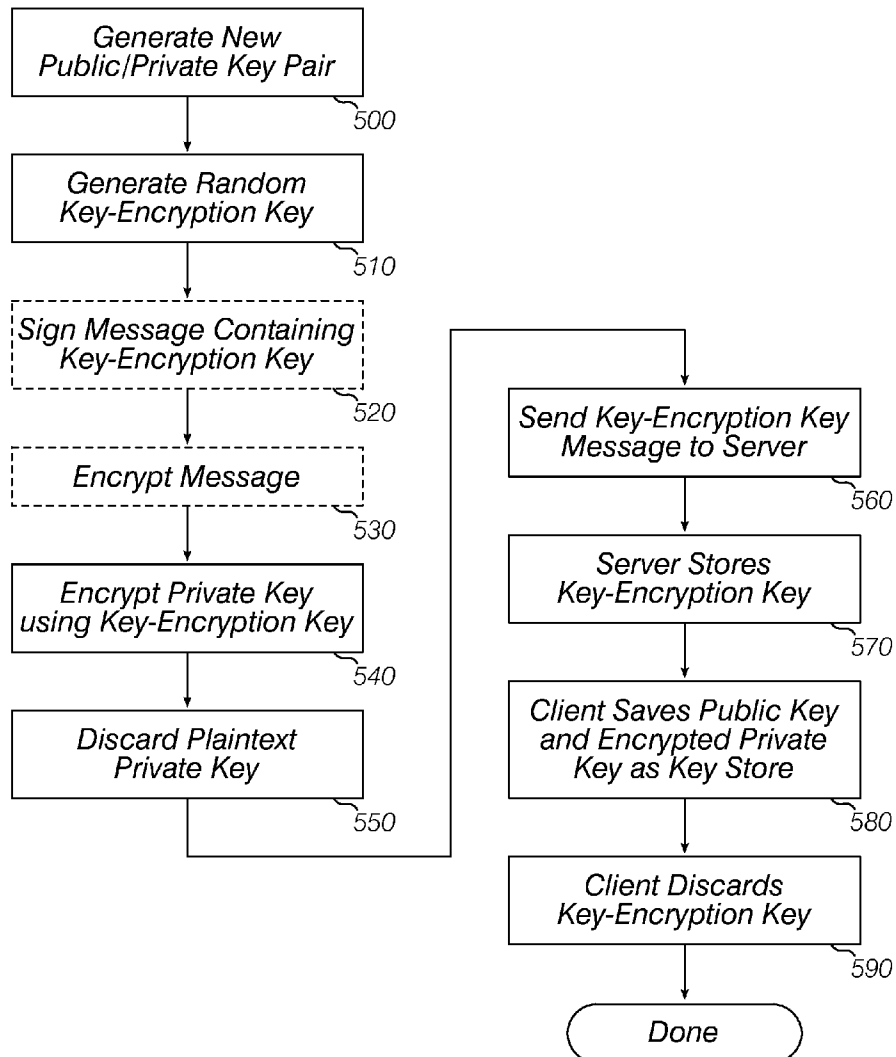 Generate New
Public/Private Key Pair
500
Generate Random
Key-Encryption Key
510
Sign Message Containing
Key-Encryption Key
520
Encrypt Message
530
Encrypt Private Key
using Key-Encryption Key
540
Discard Plaintext
Private Key
550
Send Key-Encryption Key
Message to Server
560
Server Stores
Key-Encryption Key
570
Client Saves Public Key
and Encrypted Private
Key as Key Store
580
Client Discards
Key-Encryption Key
590
Done